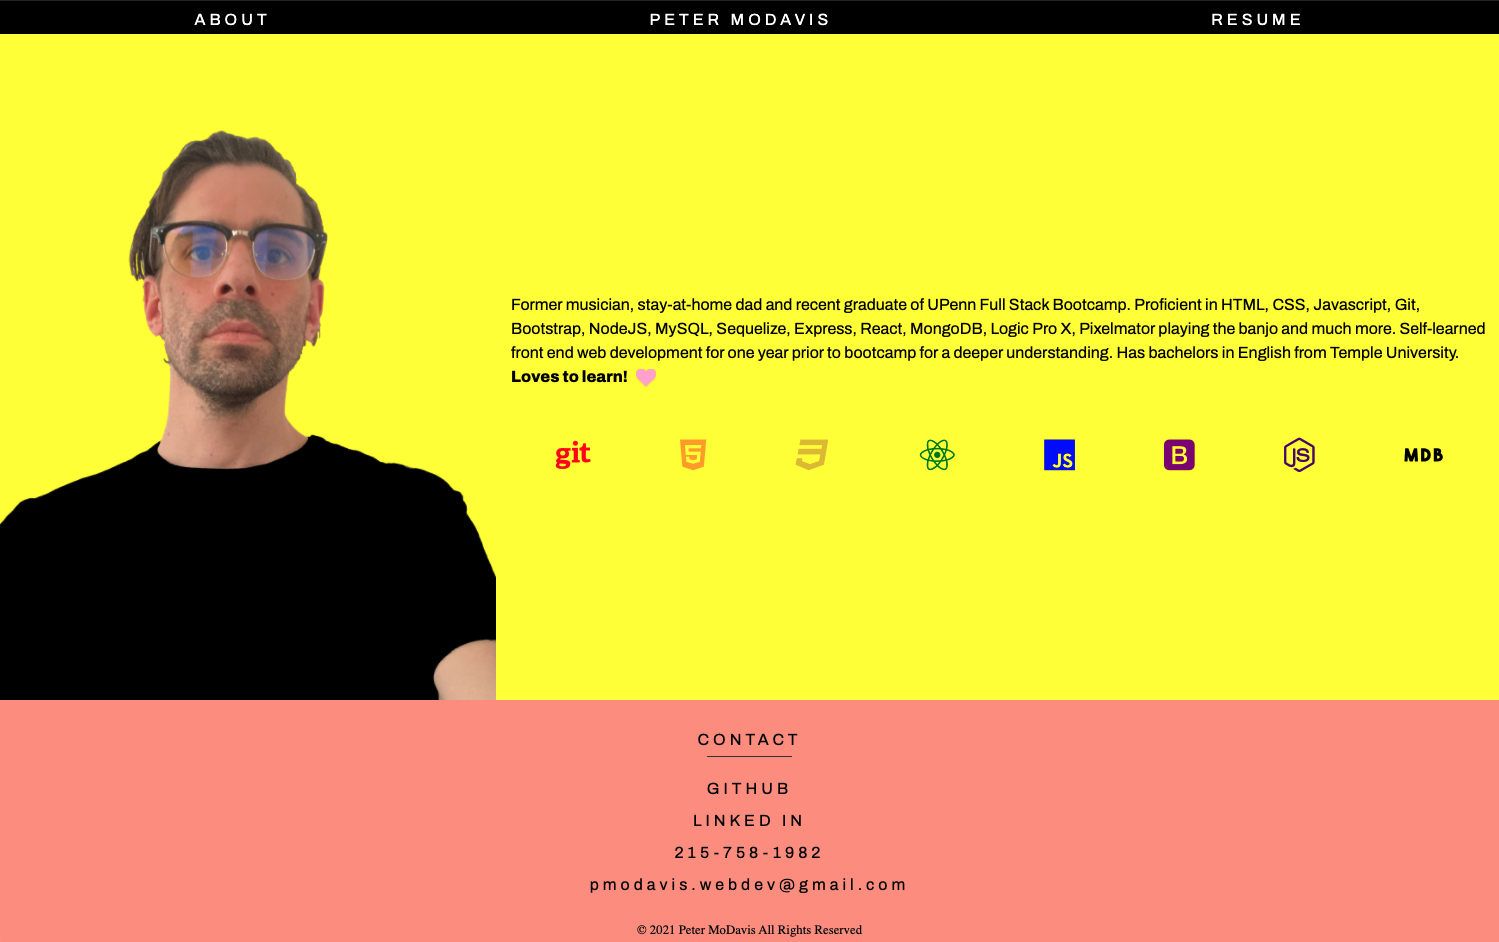 ABOUT PETER MODAVIS RESUME
Former musician, stay-at-home dad and recent graduate of UPenn Full Stack Bootcamp. Proficient in HTML, CSS, Javascript, Git,
Bootstrap, NodeJS, MySQL, Sequelize, Express, React, MongoDB, Logic Pro X, Pixelmator playing the banjo and much more. Self-learned
front end web development for one year prior to bootcamp for a deeper understanding. Has bachelors in English from Temple University.
Loves to learn!
git 5 3 JS B JS MDB
CONTACT
GITHUB
LINKED IN
215-758-1982
pmodavis.webdev@gmail.com
© 2021 Peter MoDavis All Rights Reserved